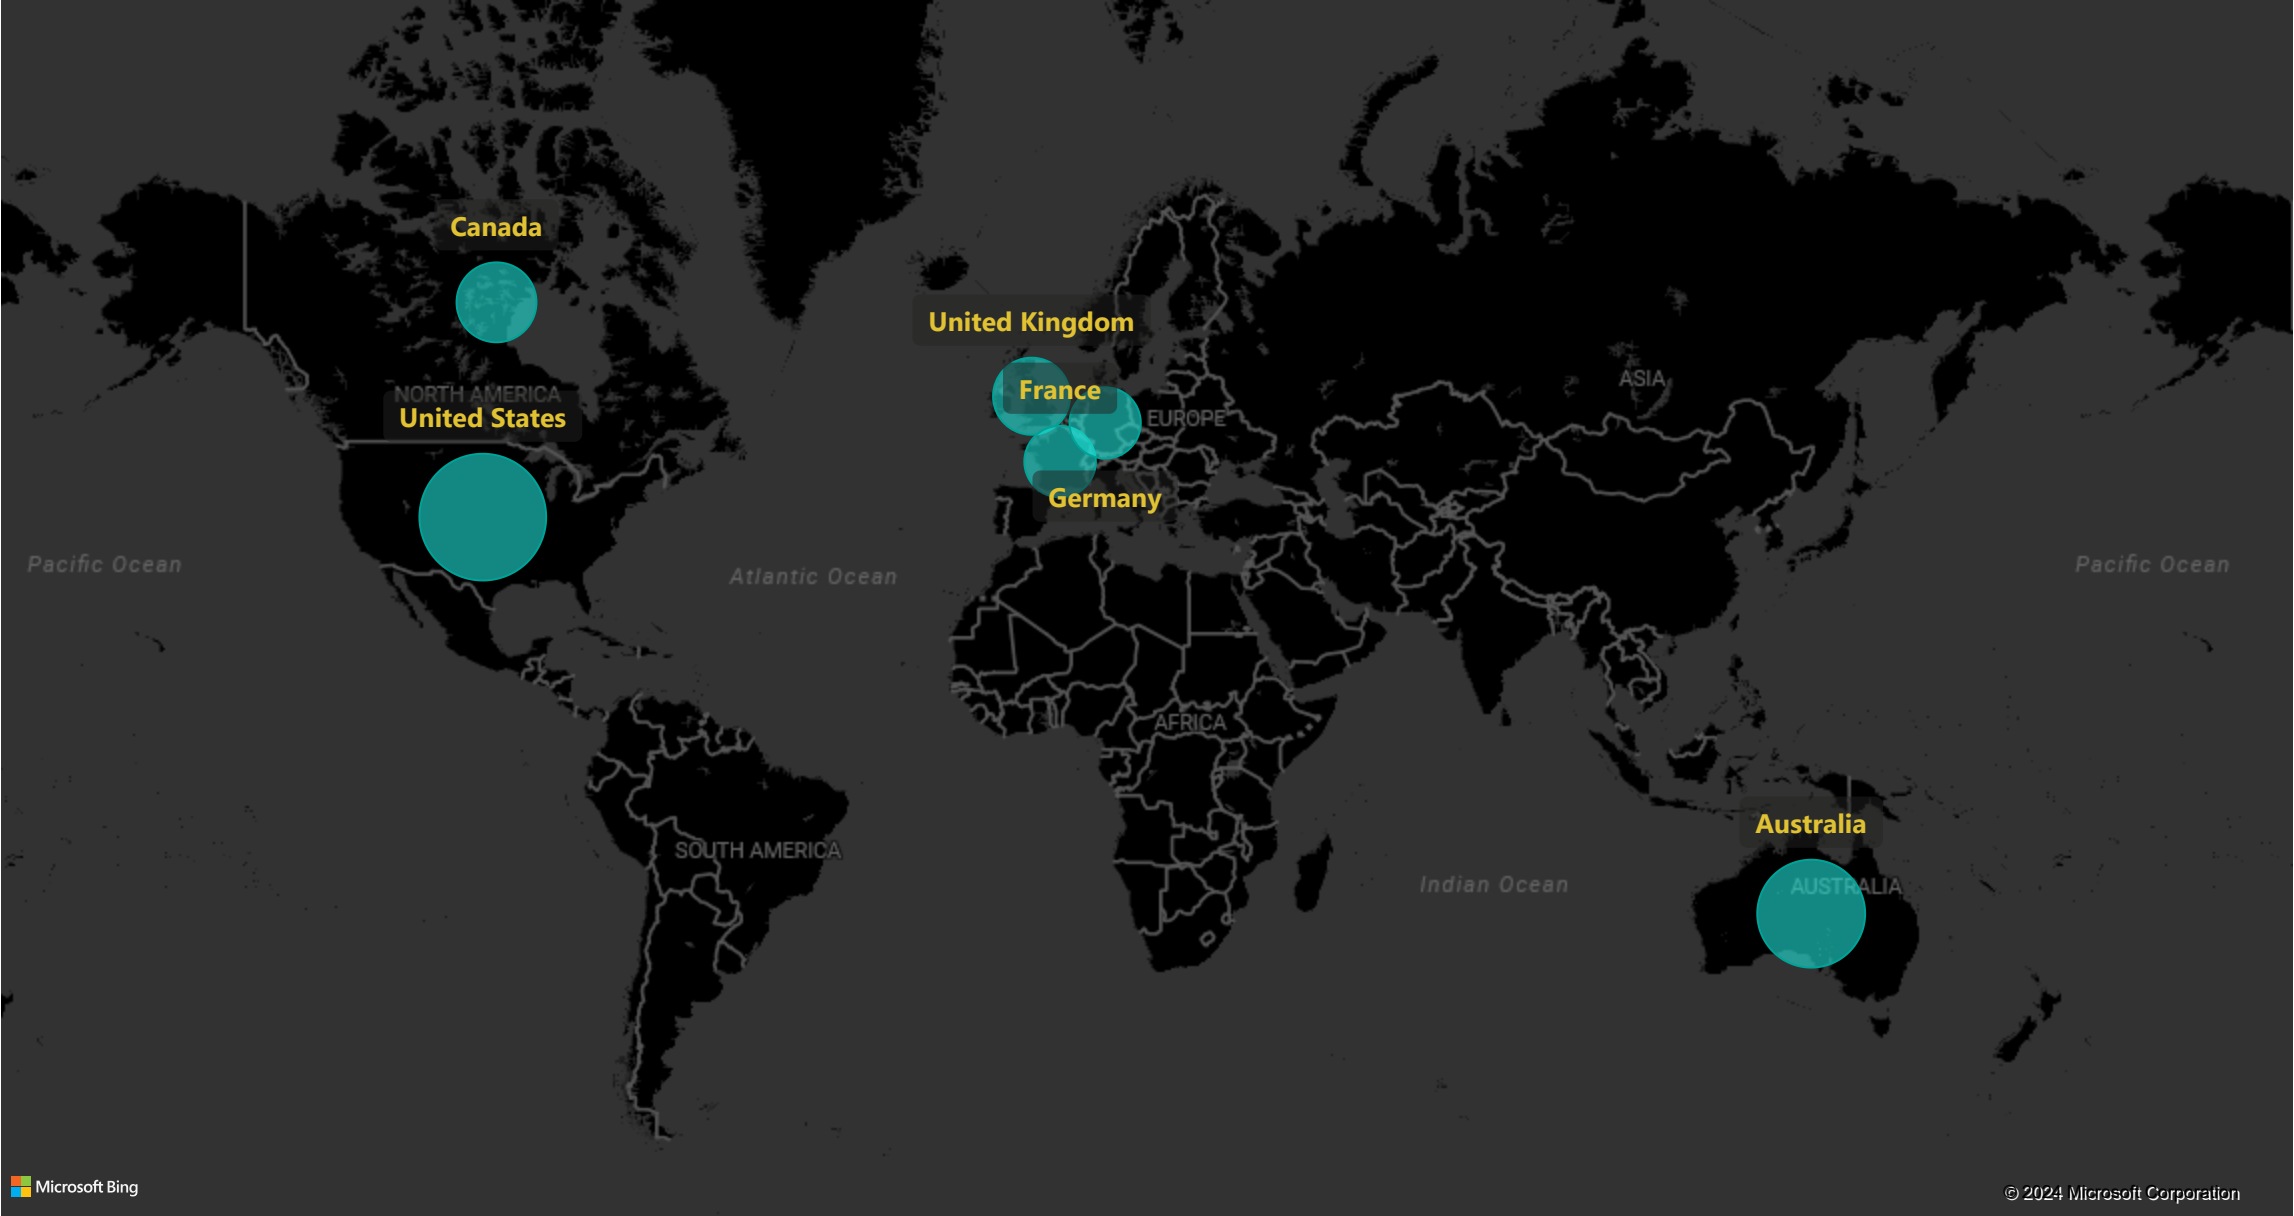 Canada
United Kingdom
ASIA
France
NORTH AMERICA
United States
EUROPE
Germany
Pacific Ocean
Atlantic Ocean
Pacific Ocean
AFRICA
Australia
SOUTH AMERICA
Indian Ocean
AUSTRALIA
Microsoft Bing
© 2024 Microsoft Corporation